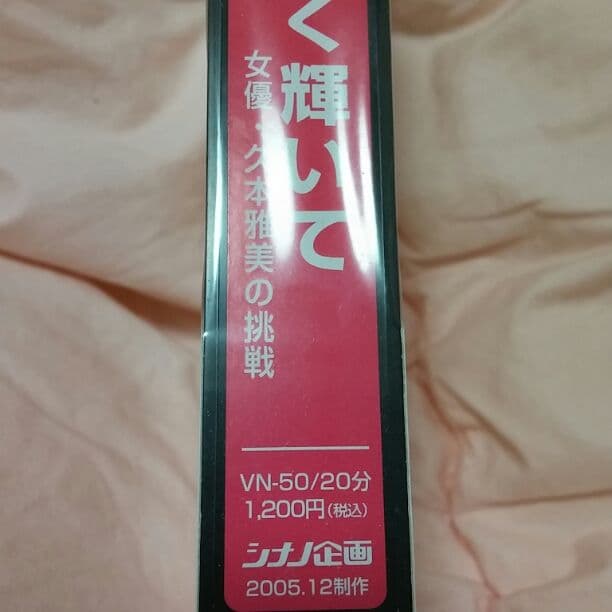 く輝いて
女優・久本雅美の挑戦
VN-50/20分
1,200円(税込)
シナノ企画
2005.12制作